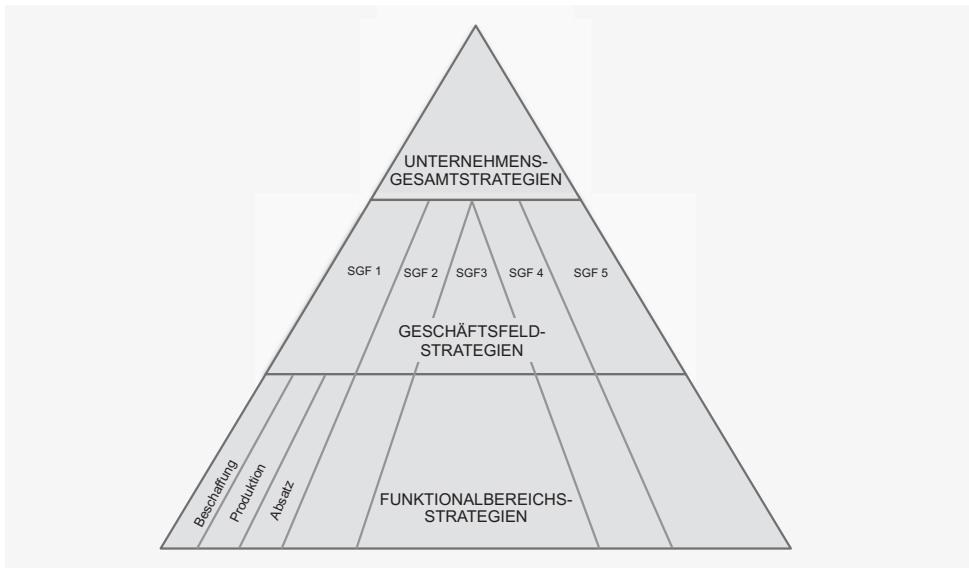 UNTERNEHMENS-
GESAMTSTRATEGIEN
SGF 1
SGF 2
SGF3
SGF 4
SGF 5
GESCHÄFTSFELD-
STRATEGIEN
Beschaffung
Produktion
Absatz
FUNKTIONALBEREICHS-
STRATEGIEN